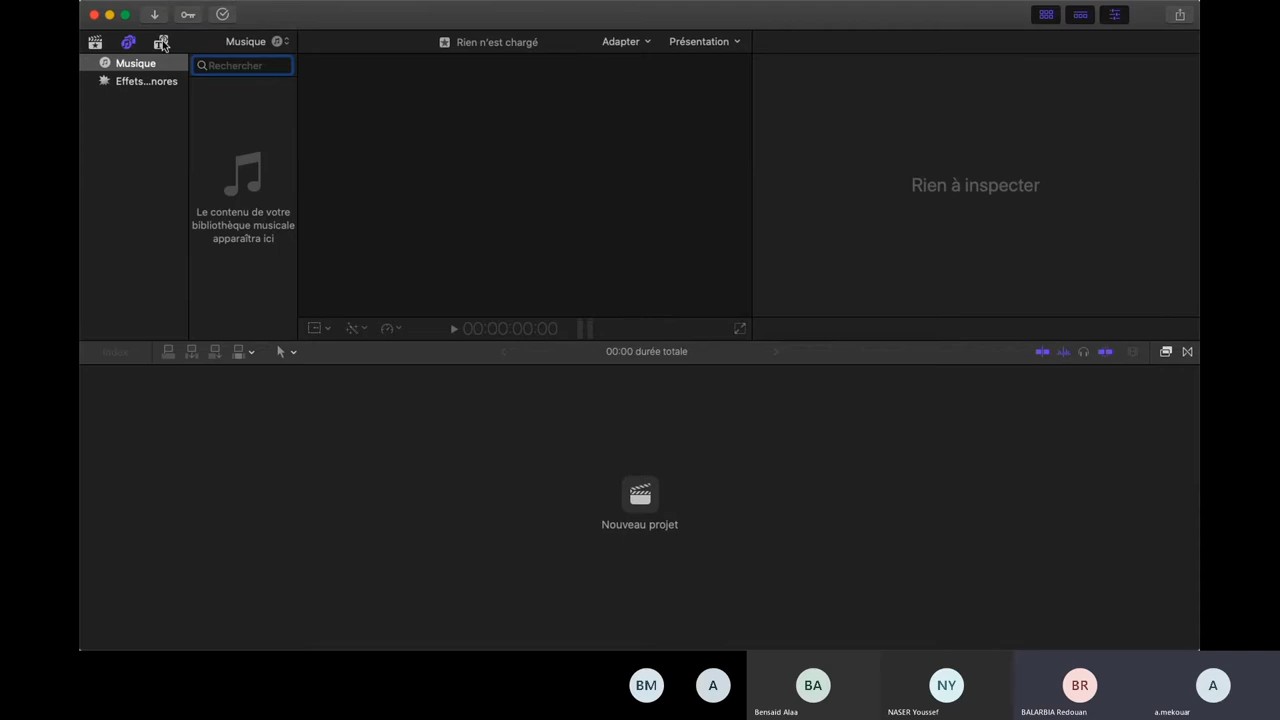 Musique
Rien n'est chargé
Adapter
Présentation
Musique
Rechercher
Effets...nores
Le contenu de votre
bibliothèque musicale
apparaîtra ici
Rien à inspecter
00:00:00:00
Index
00:00 durée totale
Nouveau projet
BM
A
BA
NY
BR
A
Bensaid Alaa
NASER Youssef
BALARBIA Redouan
a.mekouar